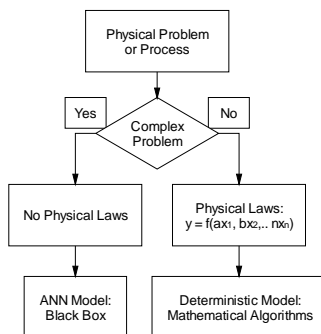 Physical Problem
or Process
Yes
No
Complex
Problem
No Physical Laws
Physical Laws:
y = f(ax₁, bx₂,.. nxₙ)
ANN Model:
Black Box
Deterministic Model:
Mathematical Algorithms